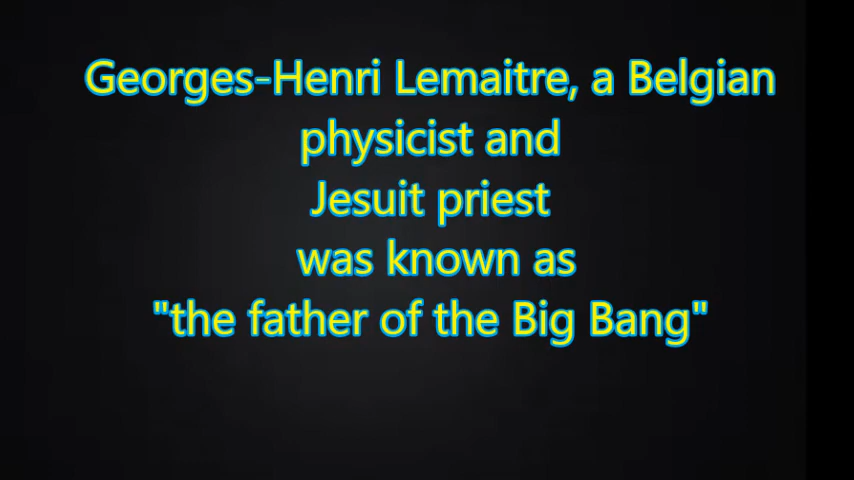 Georges-Henri Lemaitre, a Belgian
physicist and
Jesuit priest
was known as
"the father of the Big Bang"